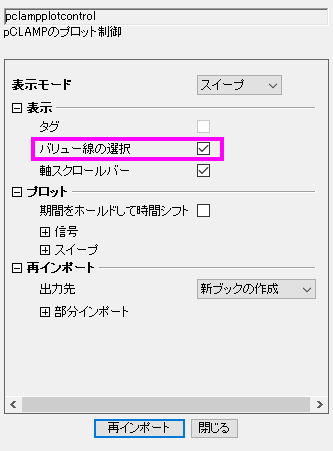 pclampplotcontrol
pCLAMPのプロット制御
表示モード スイープ
表示
タグ
バリュー線の選択
軸スクロールバー
プロット
期間をホールドして時間シフト
信号
スイープ
再インポート
出力先 新ブックの作成
部分インポート
再インポート 閉じる